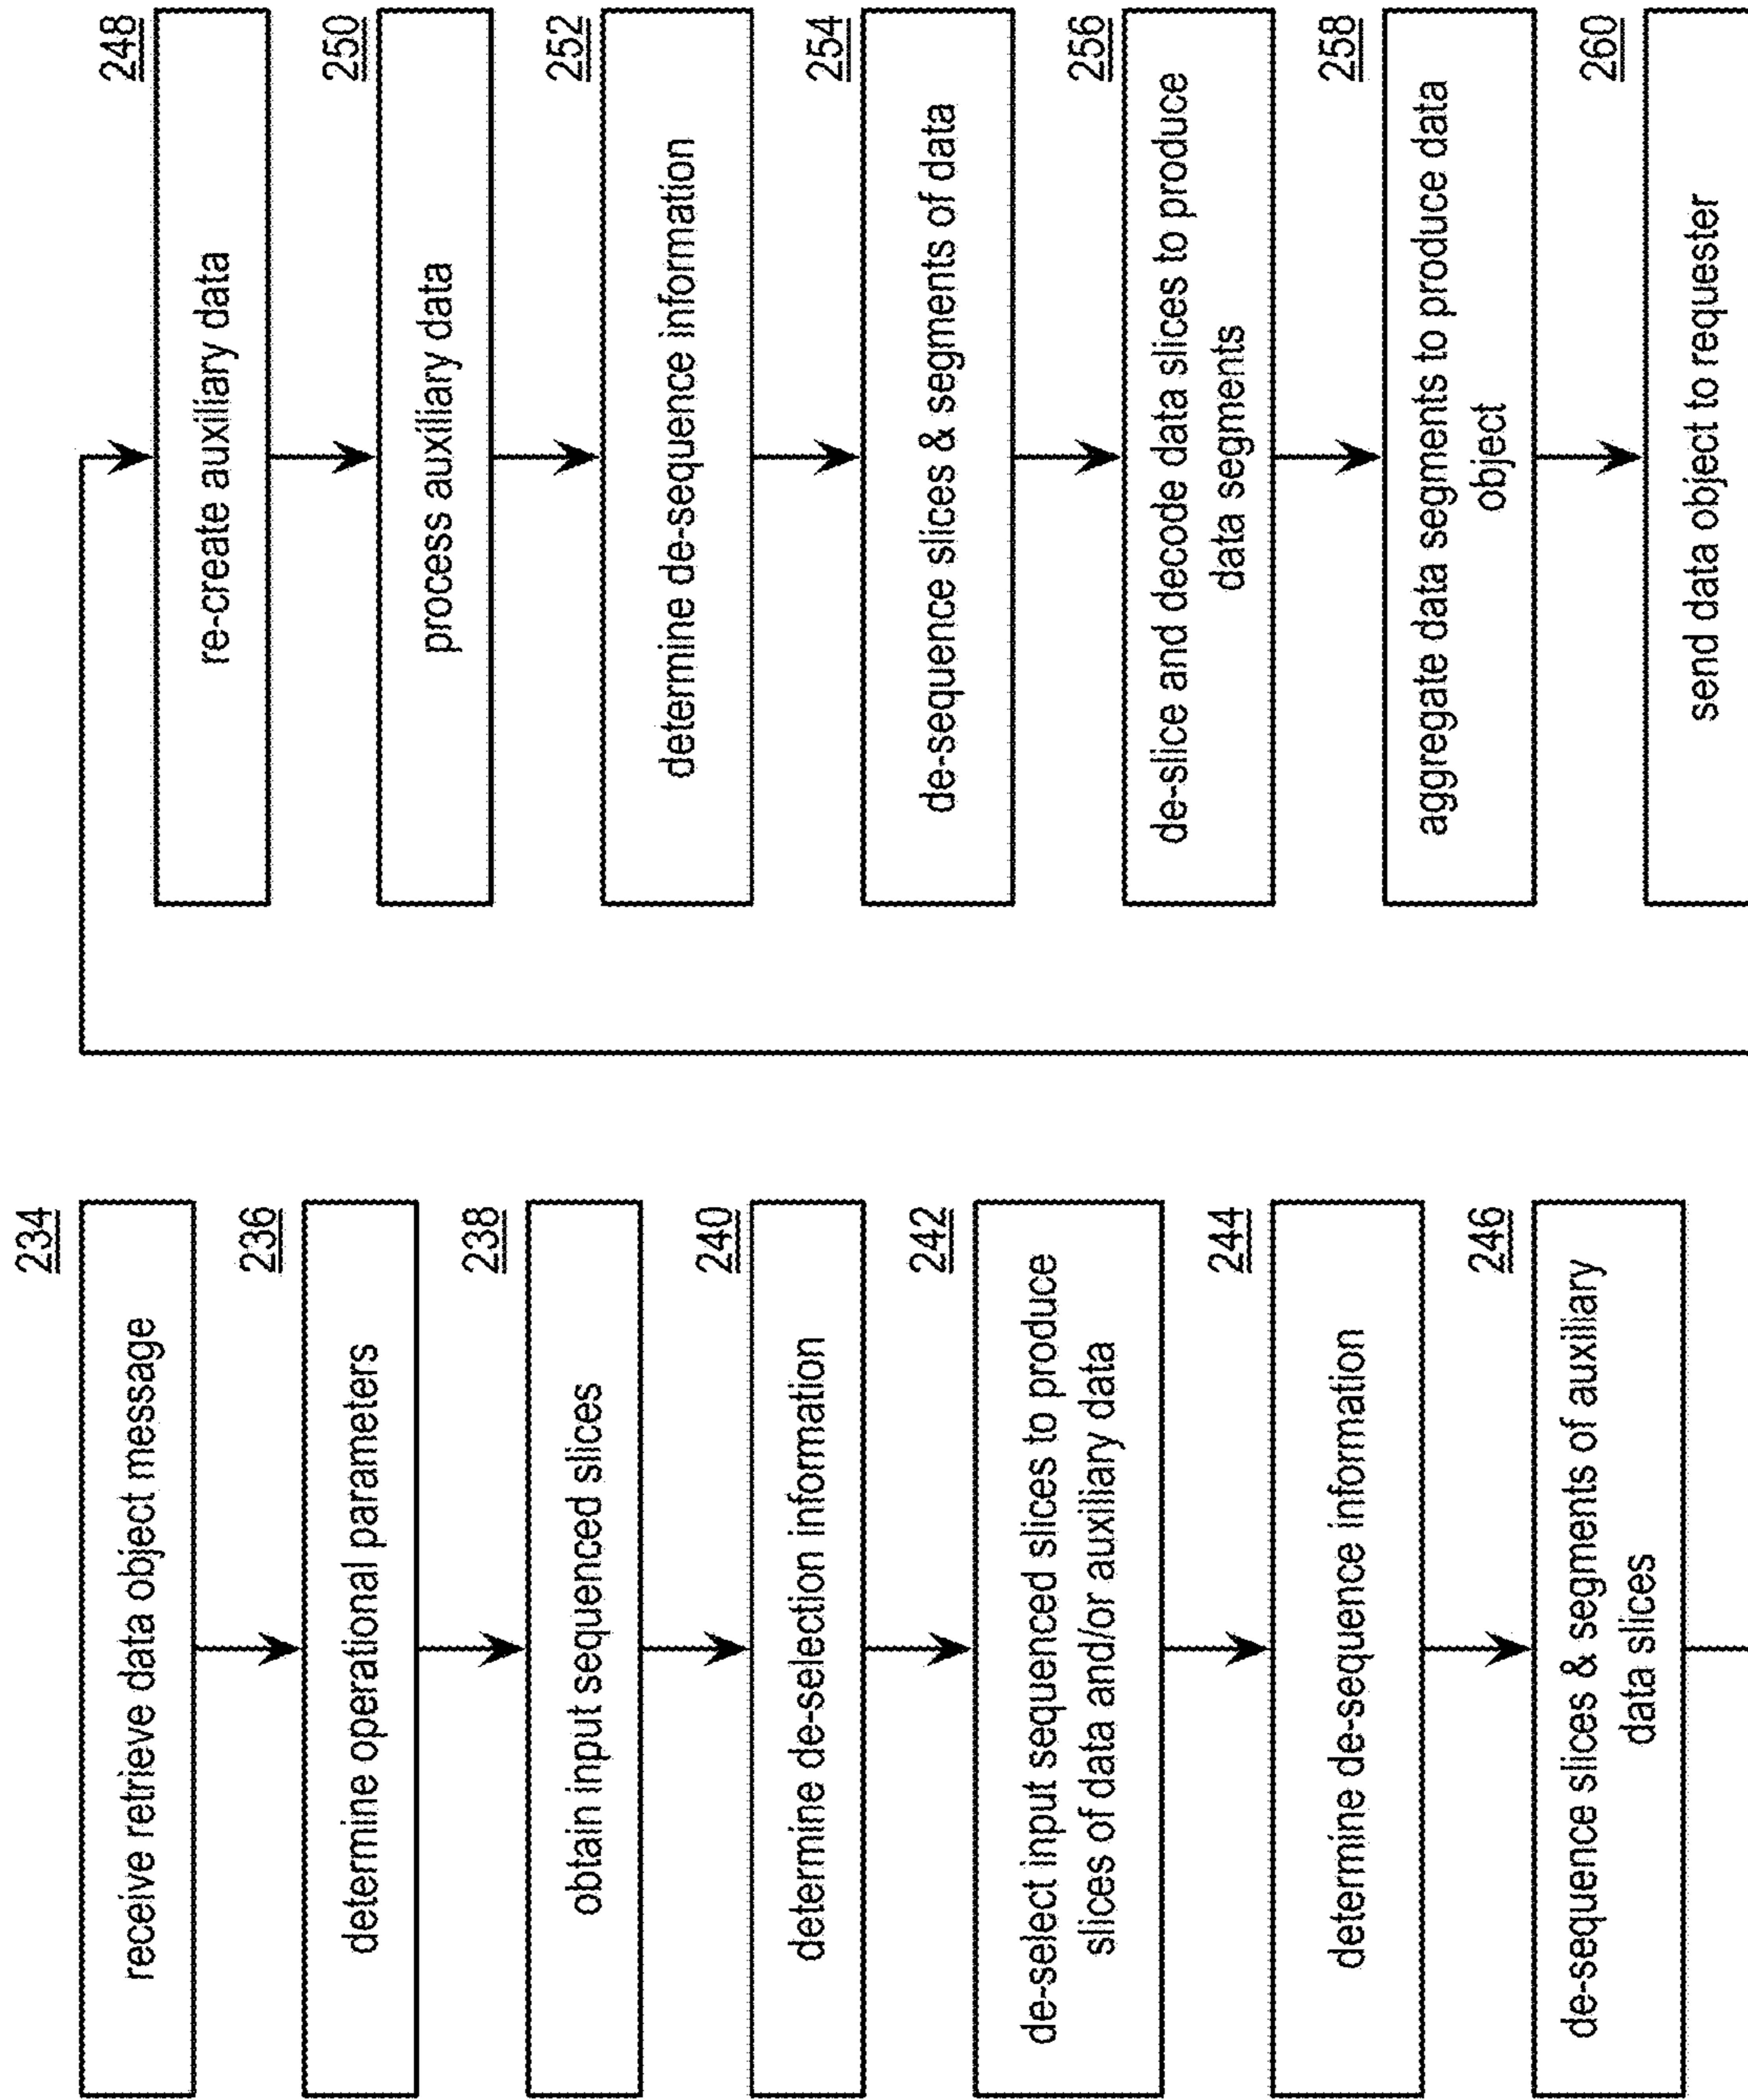 234
receive retrieve data object message
236
determine operational parameters
238
obtain input sequenced slices
240
determine de-selection information
242
de-select input sequenced slices to produce
slices of data and/or auxiliary data
244
determine de-sequence information
246
de-sequence slices & segments of auxiliary
data slices
248
re-create auxiliary data
250
process auxiliary data
252
determine de-sequence information
254
de-sequence slices & segments of data
256
de-slice and decode data slices to produce
data segments
258
aggregate data segments to produce data
object
260
send data object to requester